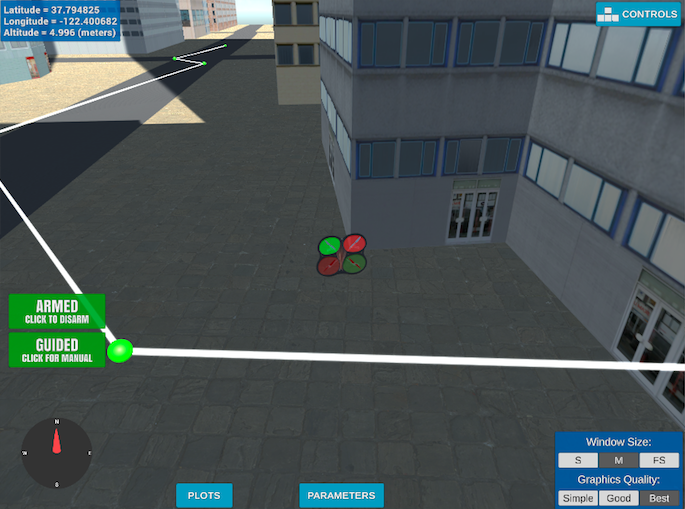 Latitude = 37.794825
Longitude = -122.400682
Altitude = 4.996 (meters)
CONTROLS
ARMED
CLICK TO DISARM
GUIDED
CLICK FOR MANUAL
N
W
E
S
PLOTS
PARAMETERS
Window Size:
S M FS
Graphics Quality:
Simple Good Best